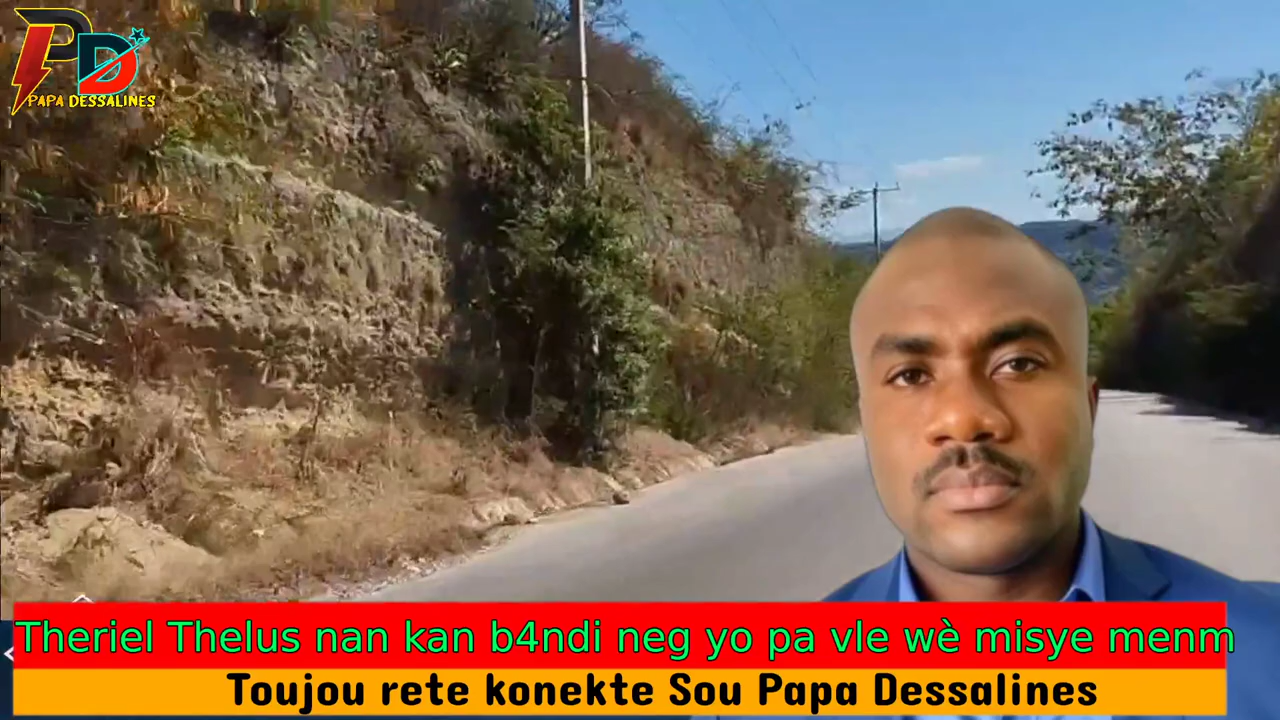 PD
PAPA DESSALINES
Theriel Thelus nan kan b4ndi neg yo pa vle wè misye menm
Toujou rete konekte Sou Papa Dessalines